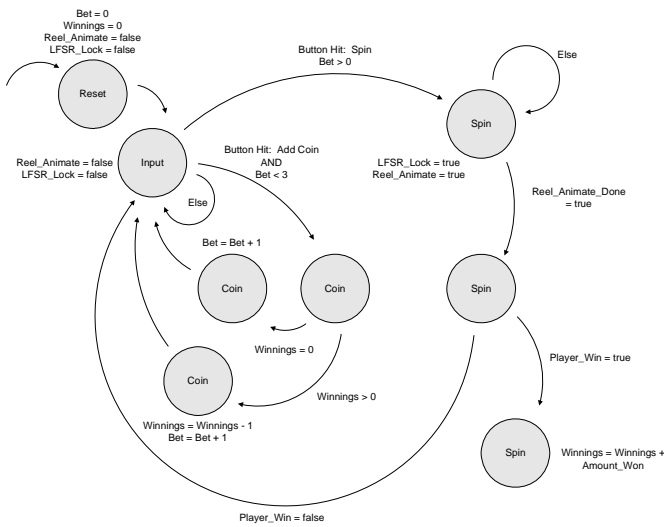 Bet = 0
Winnings = 0
Reel_Animate = false
LFSR_Lock = false
Reset
Button Hit: Spin
Bet > 0
Else
Spin
Input
Reel_Animate = false
LFSR_Lock = false
Button Hit: Add Coin
AND
Bet < 3
LFSR_Lock = true
Reel_Animate = true
Else
Reel_Animate_Done
= true
Bet = Bet + 1
Coin
Coin
Spin
Winnings = 0
Player_Win = true
Coin
Winnings > 0
Winnings = Winnings - 1
Bet = Bet + 1
Spin
Winnings = Winnings +
Amount_Won
Player_Win = false